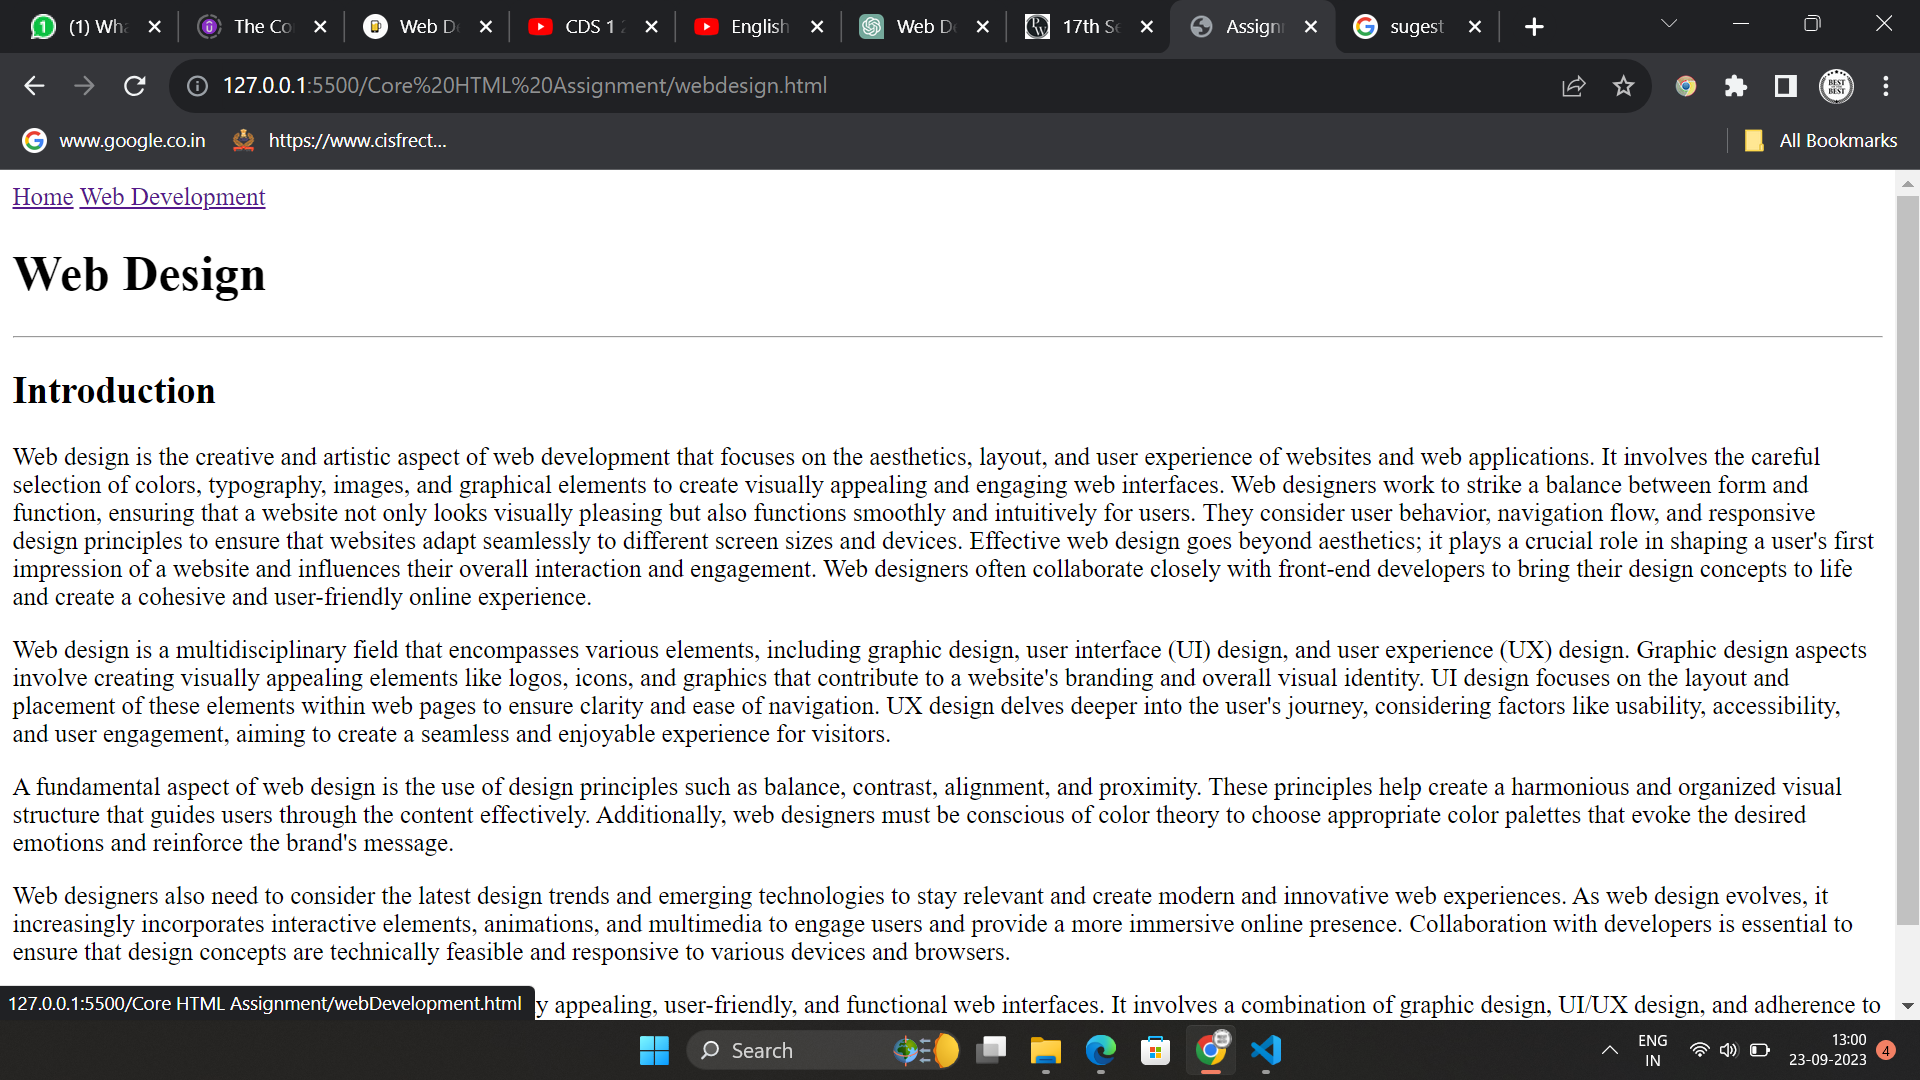 (1) Wha
The Co
Web De
CDS 1 2
English
Web De
17th Se
Assign
sugest
127.0.0.1:5500/Core%20HTML%20Assignment/webdesign.html
www.google.co.in
https://www.cisfrect...
All Bookmarks
Home Web Development
Web Design
Introduction
Web design is the creative and artistic aspect of web development that focuses on the aesthetics, layout, and user experience of websites and web applications. It involves the careful
selection of colors, typography, images, and graphical elements to create visually appealing and engaging web interfaces. Web designers work to strike a balance between form and
function, ensuring that a website not only looks visually pleasing but also functions smoothly and intuitively for users. They consider user behavior, navigation flow, and responsive
design principles to ensure that websites adapt seamlessly to different screen sizes and devices. Effective web design goes beyond aesthetics; it plays a crucial role in shaping a user's first
impression of a website and influences their overall interaction and engagement. Web designers often collaborate closely with front-end developers to bring their design concepts to life
and create a cohesive and user-friendly online experience.
Web design is a multidisciplinary field that encompasses various elements, including graphic design, user interface (UI) design, and user experience (UX) design. Graphic design aspects
involve creating visually appealing elements like logos, icons, and graphics that contribute to a website's branding and overall visual identity. UI design focuses on the layout and
placement of these elements within web pages to ensure clarity and ease of navigation. UX design delves deeper into the user's journey, considering factors like usability, accessibility,
and user engagement, aiming to create a seamless and enjoyable experience for visitors.
A fundamental aspect of web design is the use of design principles such as balance, contrast, alignment, and proximity. These principles help create a harmonious and organized visual
structure that guides users through the content effectively. Additionally, web designers must be conscious of color theory to choose appropriate color palettes that evoke the desired
emotions and reinforce the brand's message.
Web designers also need to consider the latest design trends and emerging technologies to stay relevant and create modern and innovative web experiences. As web design evolves, it
increasingly incorporates interactive elements, animations, and multimedia to engage users and provide a more immersive online presence. Collaboration with developers is essential to
ensure that design concepts are technically feasible and responsive to various devices and browsers.
127.0.0.1:5500/Core HTML Assignment/webDevelopment.html
y appealing, user-friendly, and functional web interfaces. It involves a combination of graphic design, UI/UX design, and adherence to
Search
ENG
IN
13:00
23-09-2023
4